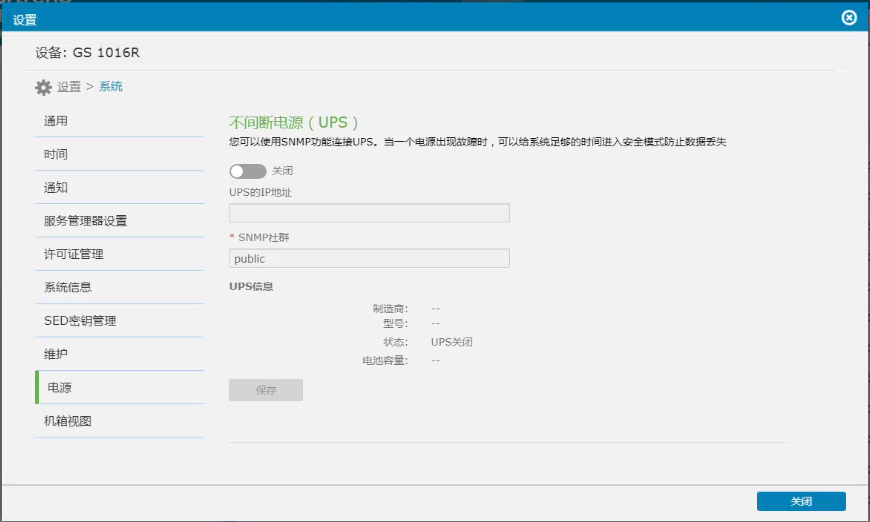 设置
设备: GS 1016R
设置 > 系统
通用
时间
通知
服务管理器设置
许可证管理
系统信息
SED密钥管理
维护
电源
机箱视图
不间断电源（UPS）
您可以使用SNMP功能连接UPS。当一个电源出现故障时，可以给系统足够的时间进入安全模式防止数据丢失
关闭
UPS的IP地址
* SNMP社群
public
UPS信息
制造商: --
型号: --
状态: UPS关闭
电池容量: --
保存
关闭